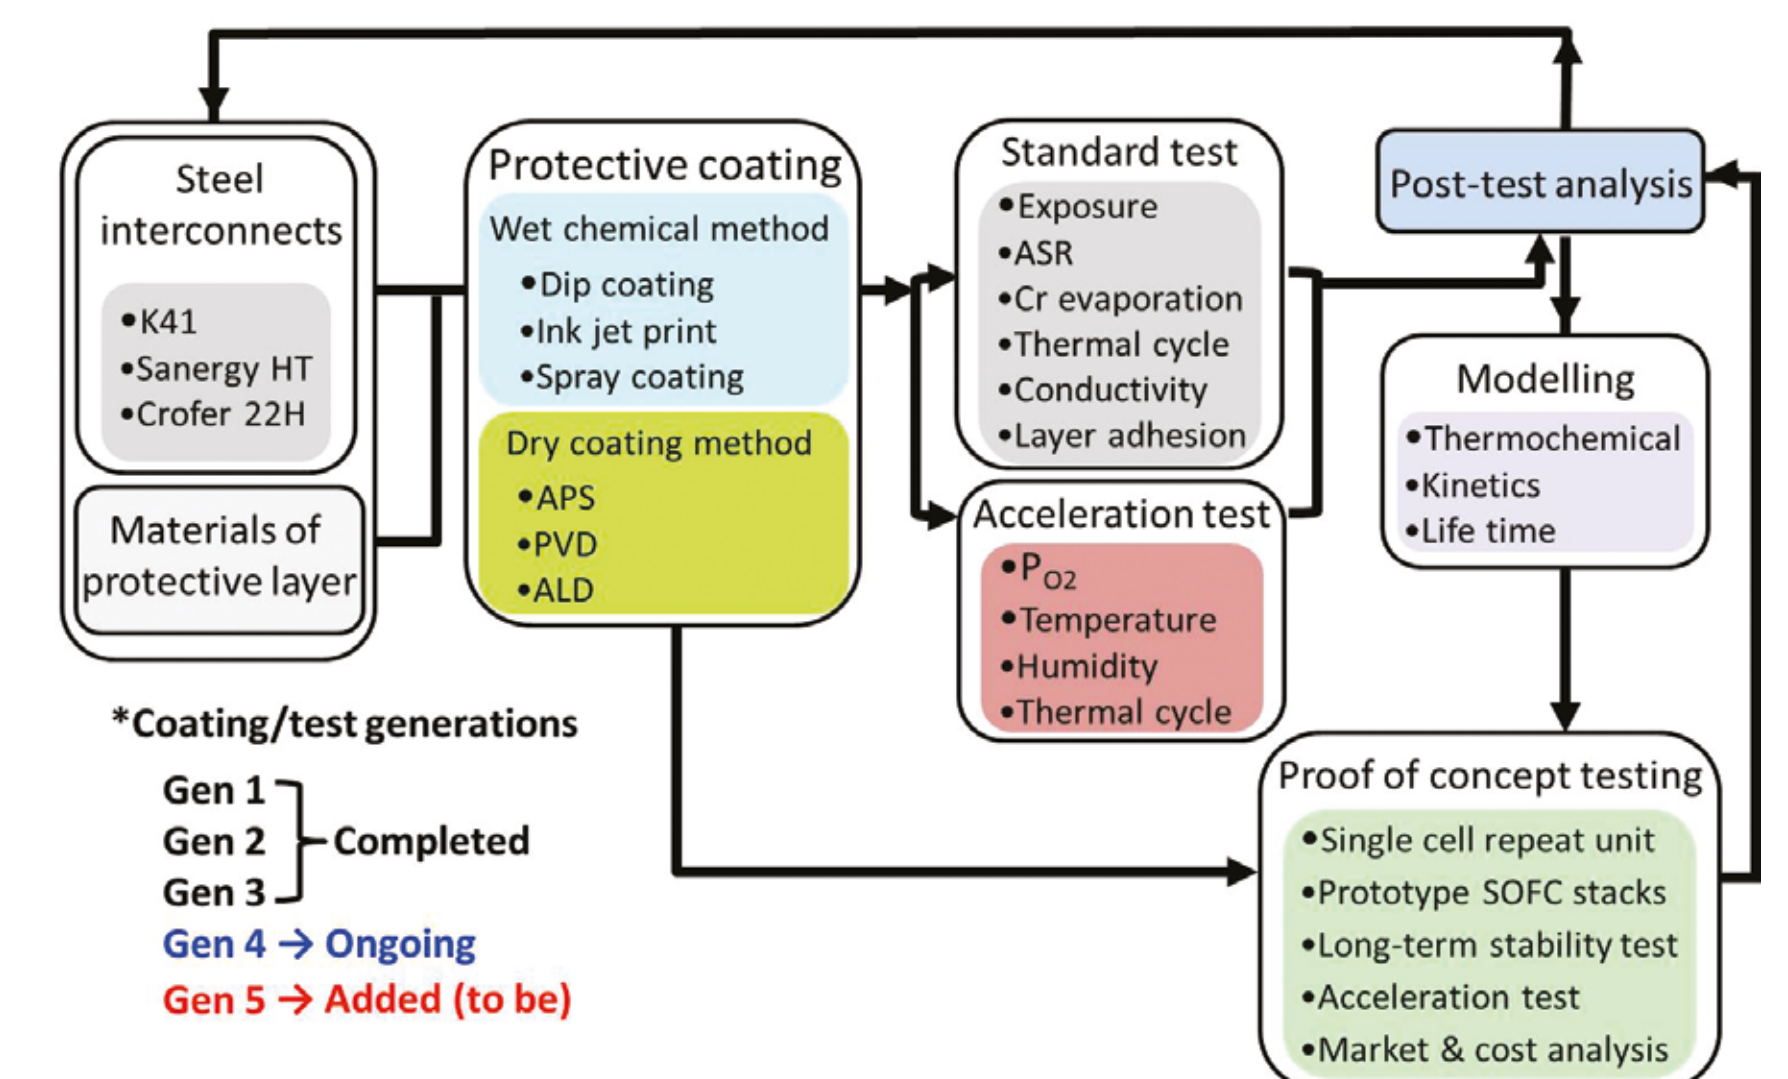 Steel
interconnects
•K41
•Sanergy HT
•Crofer 22H
Materials of
protective layer
Protective coating
Wet chemical method
•Dip coating
•Ink jet print
•Spray coating
Dry coating method
•APS
•PVD
•ALD
Standard test
•Exposure
•ASR
•Cr evaporation
•Thermal cycle
•Conductivity
•Layer adhesion
Acceleration test
•PO2
•Temperature
•Humidity
•Thermal cycle
Post-test analysis
Modelling
•Thermochemical
•Kinetics
•Life time
Proof of concept testing
•Single cell repeat unit
•Prototype SOFC stacks
•Long-term stability test
•Acceleration test
•Market & cost analysis
*Coating/test generations
Gen 1
Gen 2
Gen 3
Completed
Gen 4 → Ongoing
Gen 5 → Added (to be)